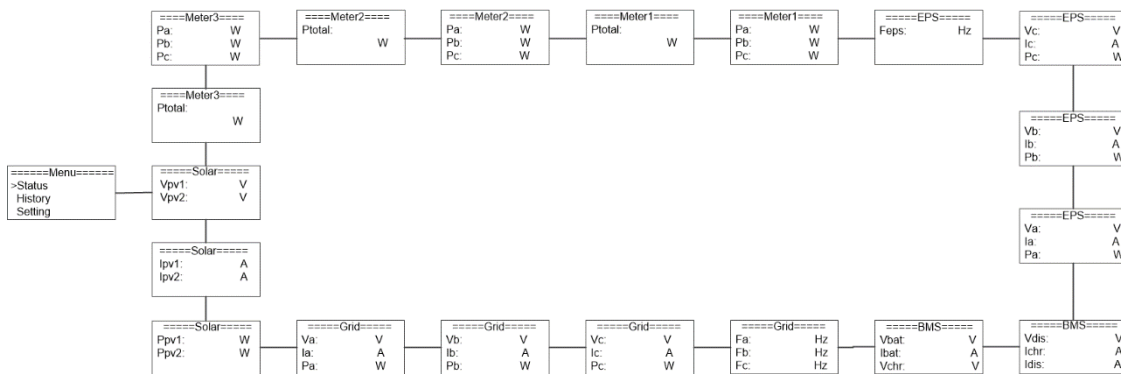 ====Meter3====
Pa: W
Pb: W
Pc: W
====Meter2====
Ptotal:
W
====Meter2====
Pa: W
Pb: W
Pc: W
====Meter1====
Ptotal:
W
====Meter1====
Pa: W
Pb: W
Pc: W
=====EPS=====
Feps: Hz
=====EPS=====
Vc: V
Ic: A
Pc: W
====Meter3====
Ptotal:
W
=====EPS=====
Vb: V
Ib: A
Pb: W
======Menu======
>Status
History
Setting
=====Solar=====
Vpv1: V
Vpv2: V
=====EPS=====
Va: V
Ia: A
Pa: W
=====Solar=====
Ipv1: A
Ipv2: A
=====Solar=====
Ppv1: W
Ppv2: W
=====Grid=====
Va: V
Ia: A
Pa: W
=====Grid=====
Vb: V
Ib: A
Pb: W
=====Grid=====
Vc: V
Ic: A
Pc: W
=====Grid=====
Fa: Hz
Fb: Hz
Fc: Hz
=====BMS=====
Vbat: V
Ibat: A
Vchr: V
=====BMS=====
Vdis: V
Ichr: A
Idis: A